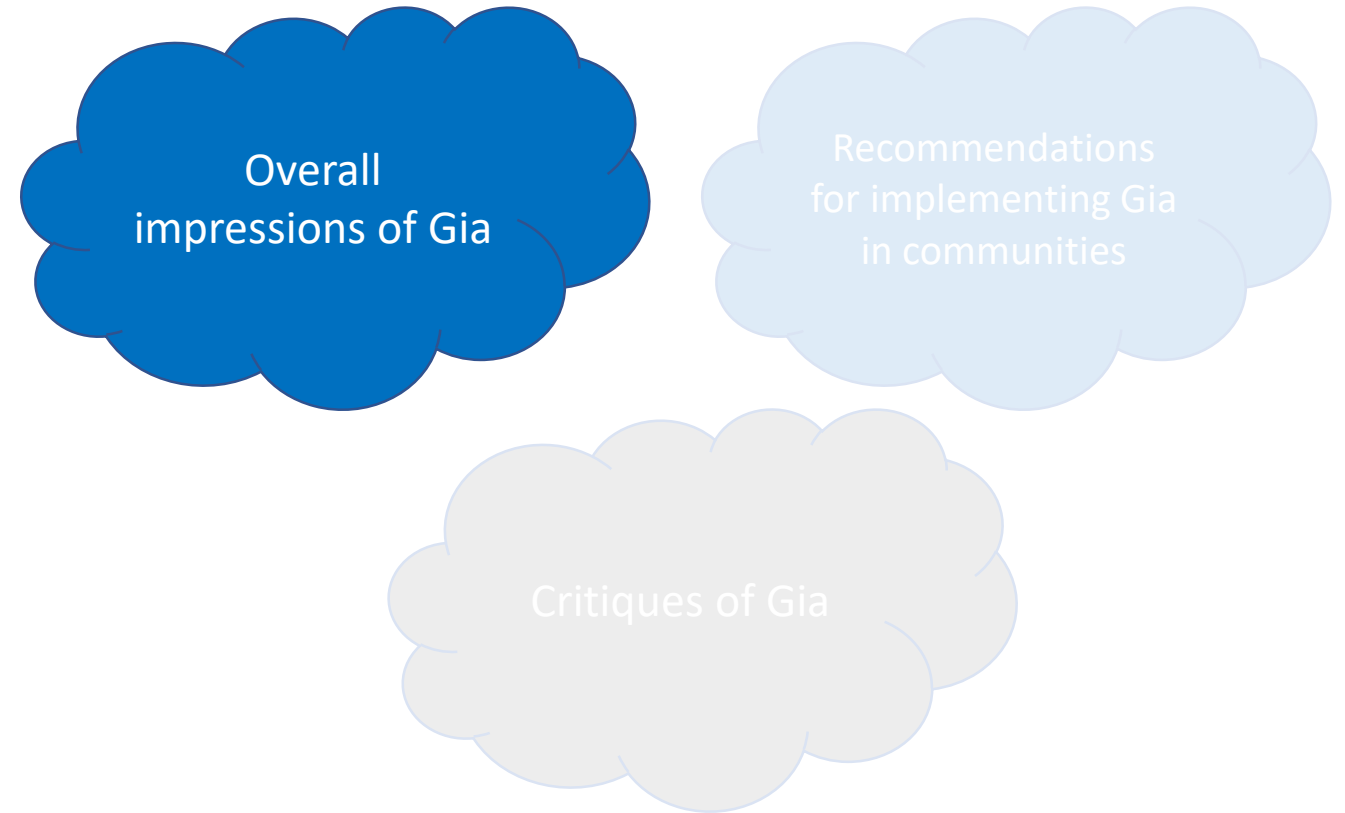 Overall
impressions of Gia
Recommendations
for implementing Gia
in communities
Critiques of Gia